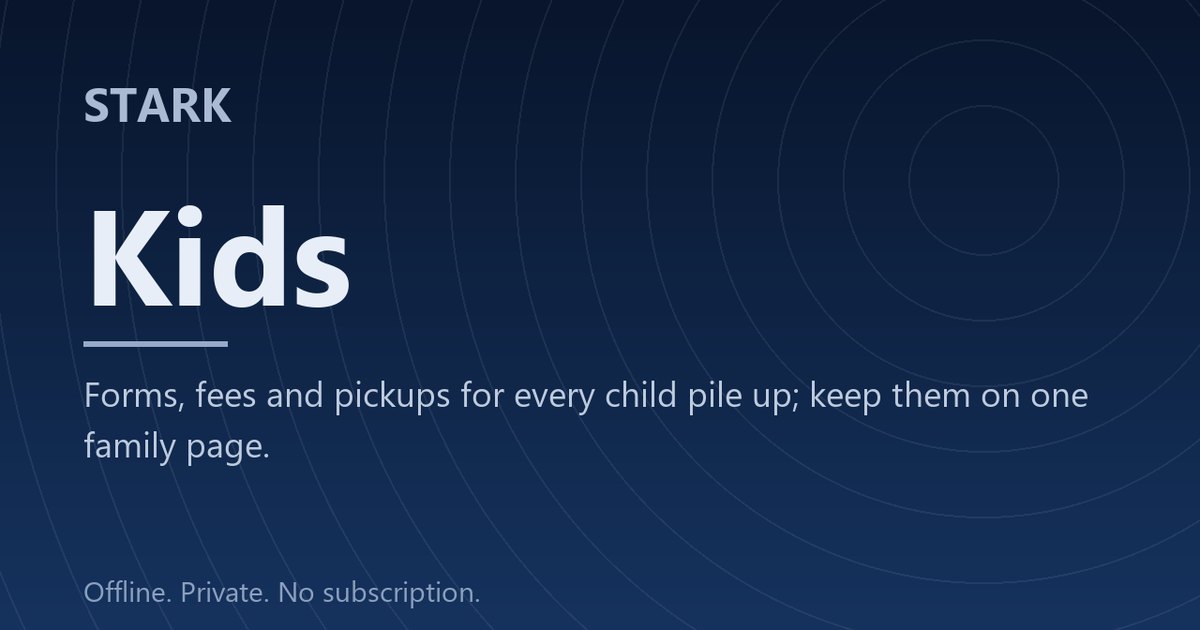 STARK
Kids
Forms, fees and pickups for every child pile up; keep them on one
family page.
Offline. Private. No subscription.